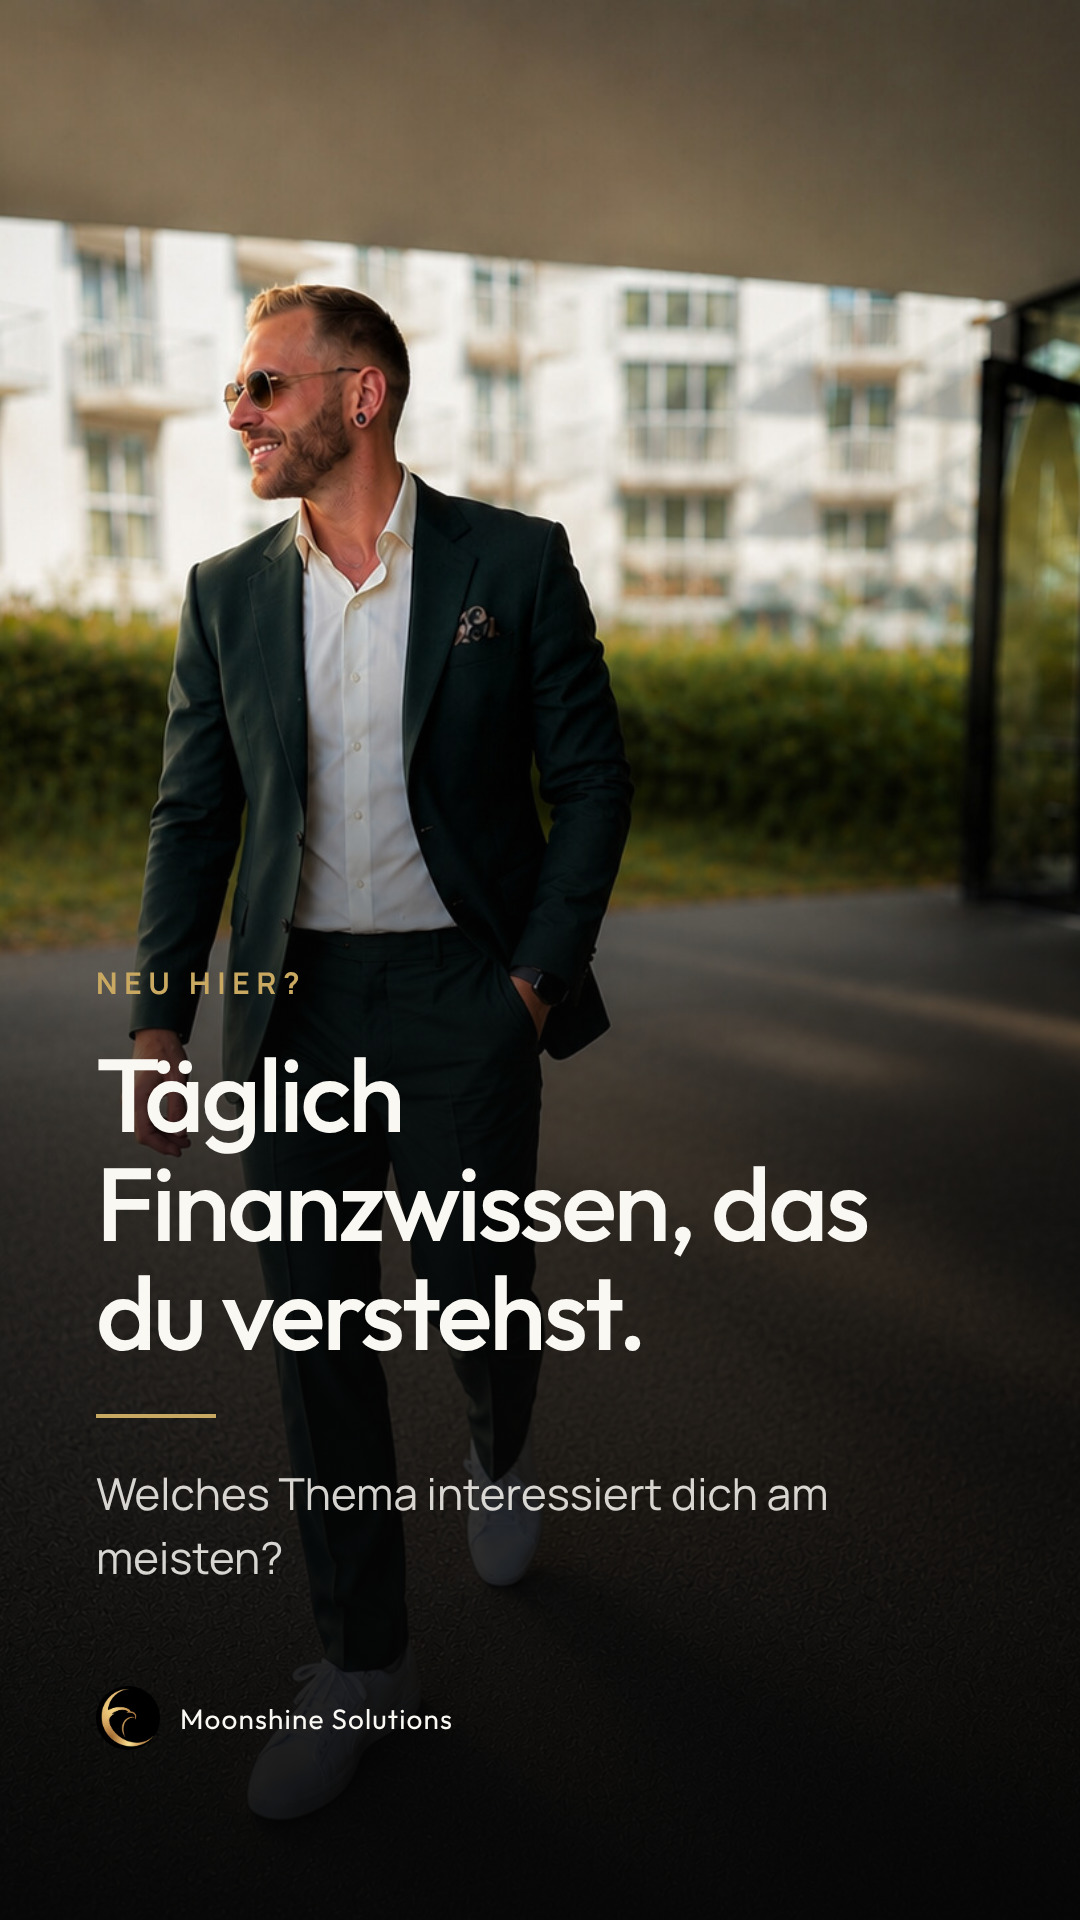 NEU HIER?
Täglich
Finanzwissen, das
du verstehst.
Welches Thema interessiert dich am
meisten?
Moonshine Solutions